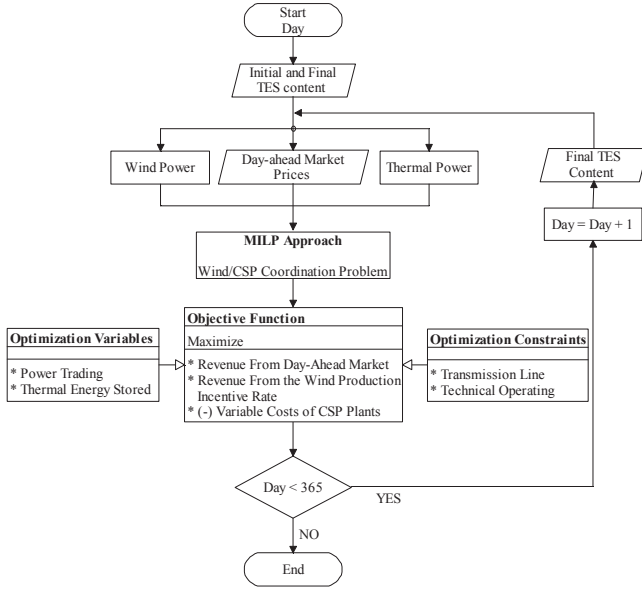 Start
Day
Initial and Final
TES content
Wind Power
Day-ahead Market
Prices
Thermal Power
Final TES
Content
Day = Day + 1
MILP Approach
Wind/CSP Coordination Problem
Objective Function
Maximize
* Revenue From Day-Ahead Market
* Revenue From the Wind Production
Incentive Rate
* (-) Variable Costs of CSP Plants
Optimization Variables
* Power Trading
* Thermal Energy Stored
Optimization Constraints
* Transmission Line
* Technical Operating
Day < 365
YES
NO
End